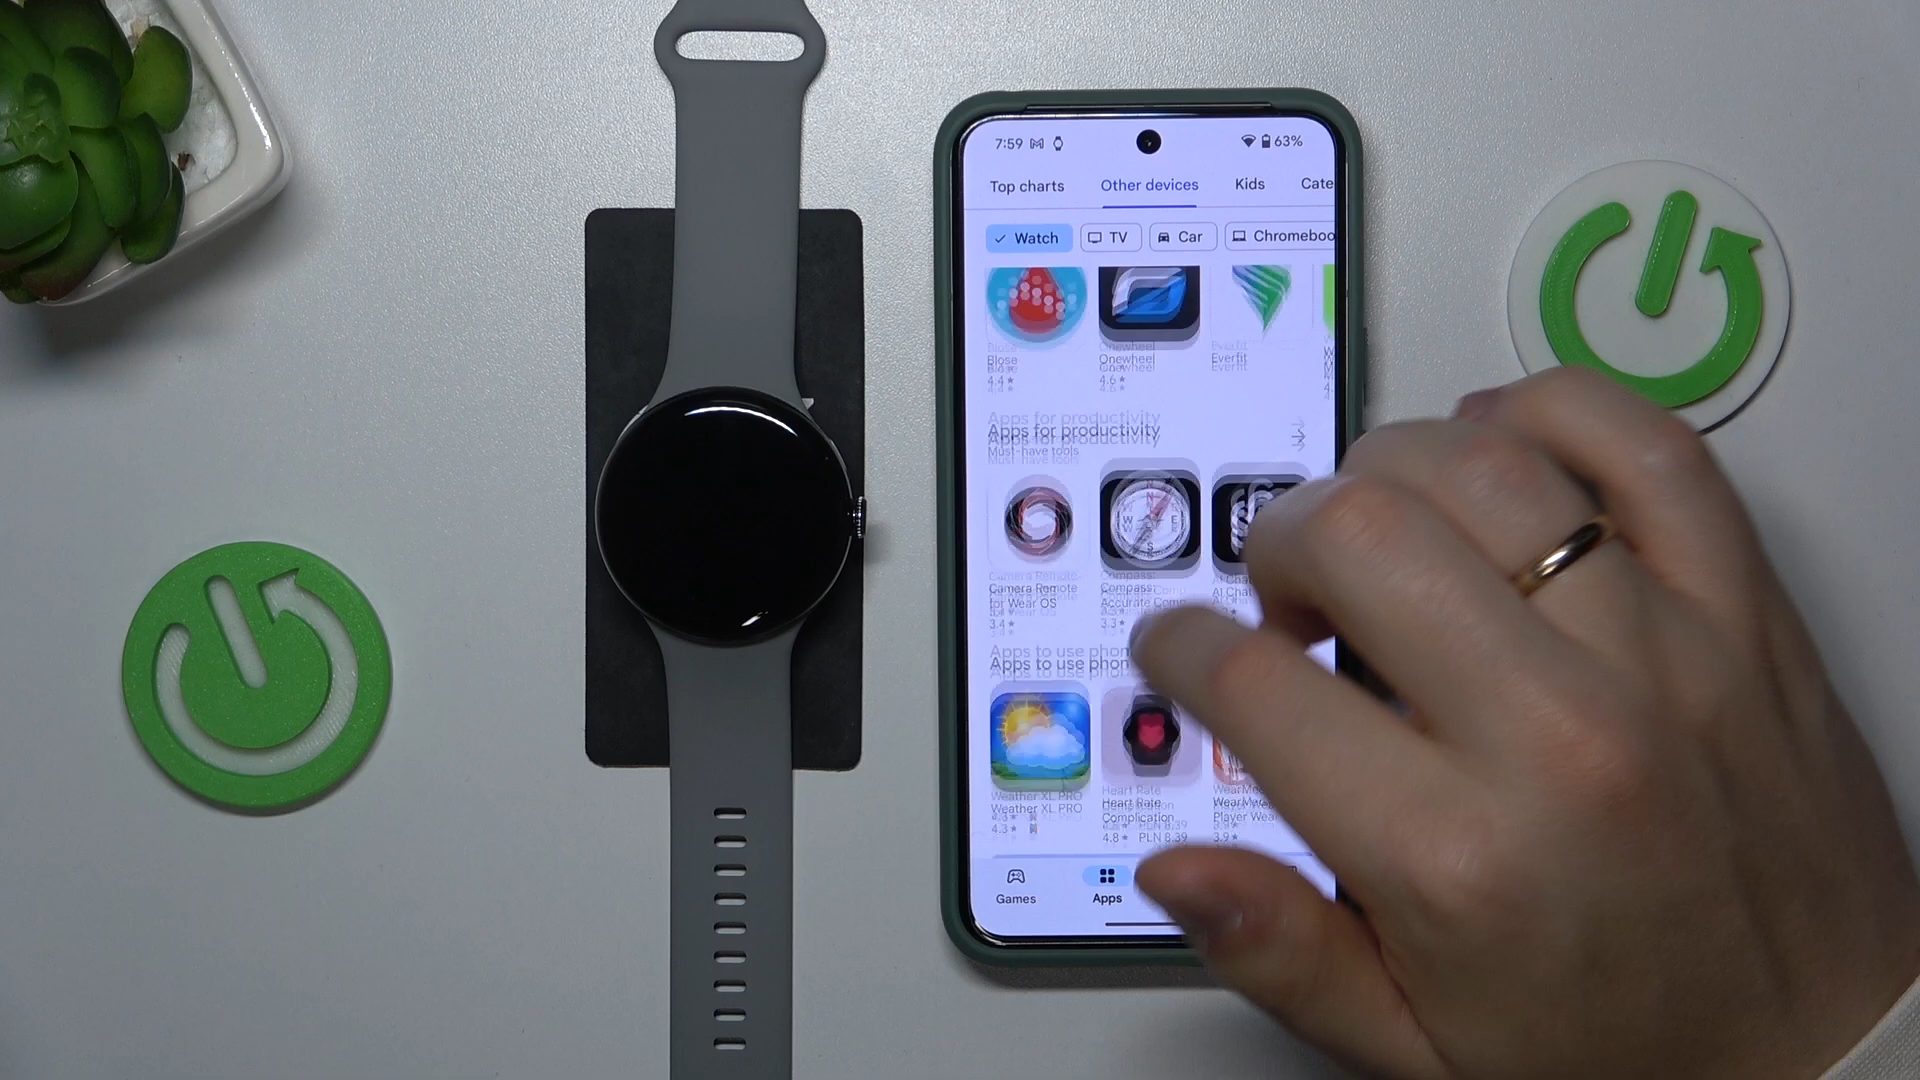 7:59 63%
Top charts Other devices Kids Cate
Watch TV Car Chromeboo
Blose Onewheel Everfit
4.4★ 4.6★
Apps for productivity
Must-have tools
Camera Remote Compass: AI Chat
for Wear OS Accurate Comp
3.4★ 3.3★
Apps to use phon
Weather XL PRO Heart Rate WearMed
Complication Player Wea
4.3★ 4.8★ PLN 8.39 3.9★
Games Apps